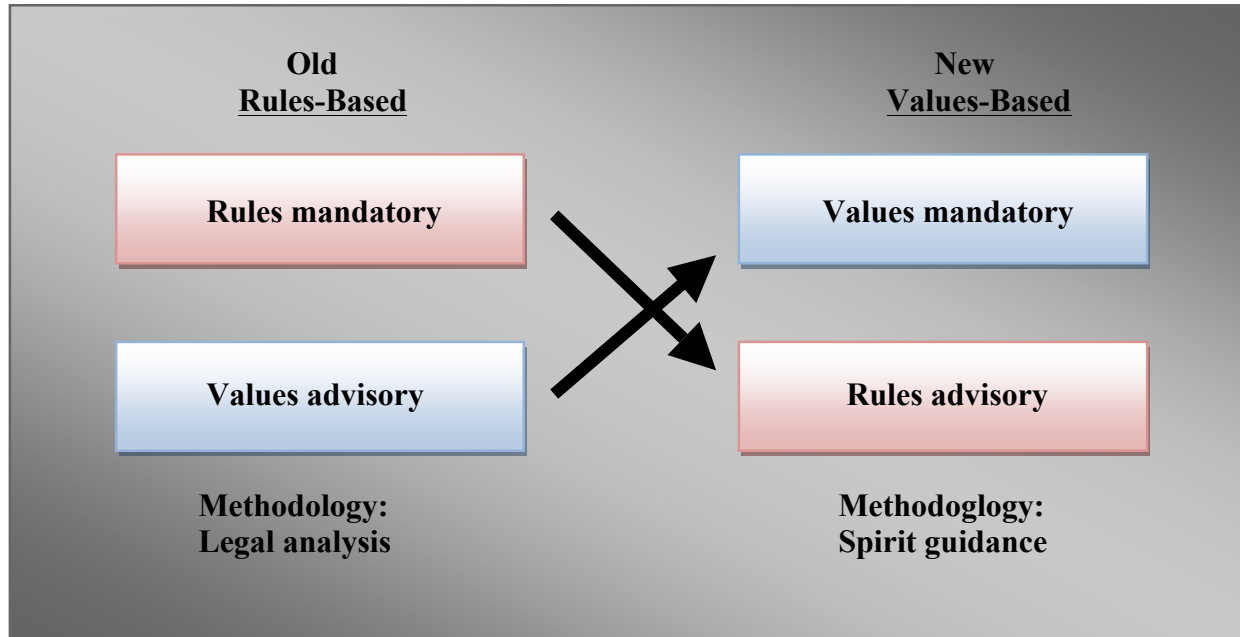 Old
Rules-Based
New
Values-Based
Rules mandatory
Values mandatory
Values advisory
Rules advisory
Methodology:
Legal analysis
Methodoglogy:
Spirit guidance